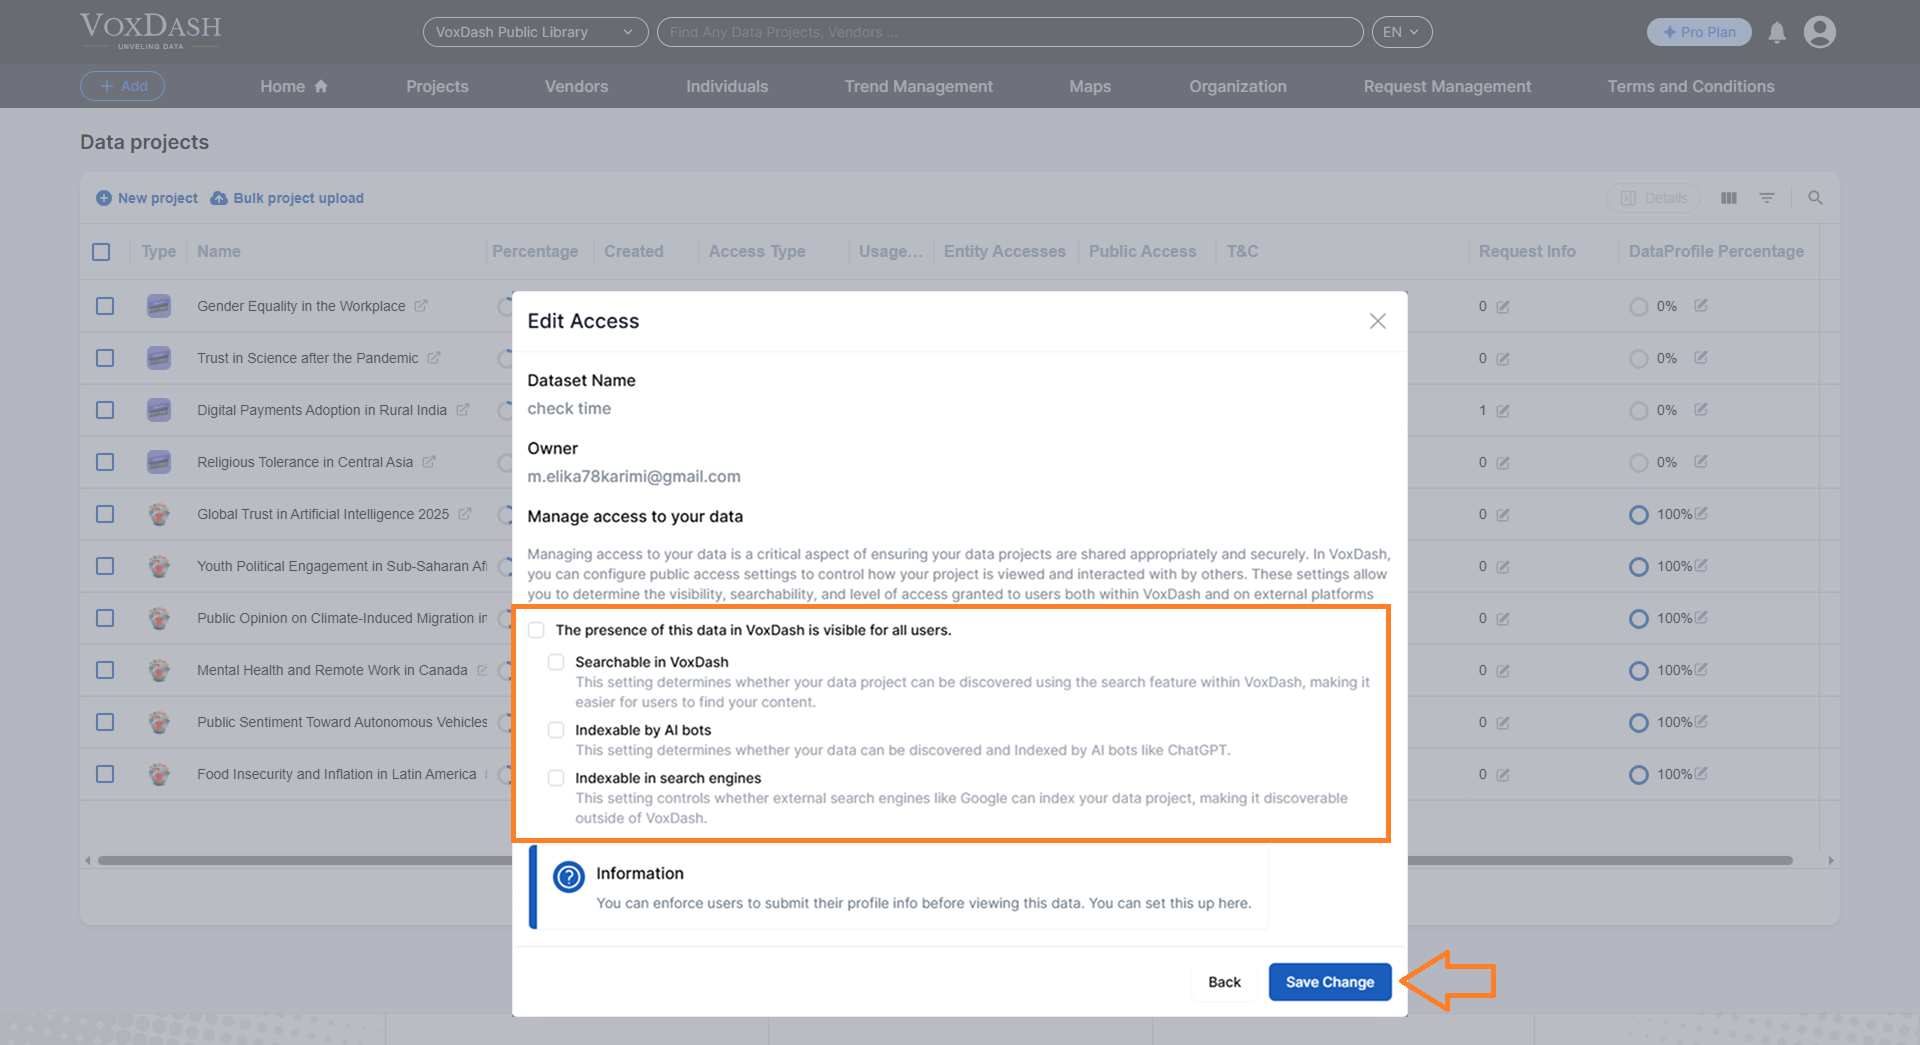 VOXDASH
UNVELING DATA
VoxDash Public Library
Find Any Data Projects, Vendors ...
EN
Pro Plan
+ Add
Home
Projects
Vendors
Individuals
Trend Management
Maps
Organization
Request Management
Terms and Conditions
Data projects
New project
Bulk project upload
Details
Type
Name
Percentage
Created
Access Type
Usage...
Entity Accesses
Public Access
T&C
Request Info
DataProfile Percentage
Gender Equality in the Workplace
0
0%
Trust in Science after the Pandemic
0
0%
Digital Payments Adoption in Rural India
1
0%
Religious Tolerance in Central Asia
0
0%
Global Trust in Artificial Intelligence 2025
0
100%
Youth Political Engagement in Sub-Saharan Afr
0
100%
Public Opinion on Climate-Induced Migration in
0
100%
Mental Health and Remote Work in Canada
0
100%
Public Sentiment Toward Autonomous Vehicles
0
100%
Food Insecurity and Inflation in Latin America
0
100%
Edit Access
Dataset Name
check time
Owner
m.elika78karimi@gmail.com
Manage access to your data
Managing access to your data is a critical aspect of ensuring your data projects are shared appropriately and securely. In VoxDash,
you can configure public access settings to control how your project is viewed and interacted with by others. These settings allow
you to determine the visibility, searchability, and level of access granted to users both within VoxDash and on external platforms
The presence of this data in VoxDash is visible for all users.
Searchable in VoxDash
This setting determines whether your data project can be discovered using the search feature within VoxDash, making it
easier for users to find your content.
Indexable by AI bots
This setting determines whether your data can be discovered and Indexed by AI bots like ChatGPT.
Indexable in search engines
This setting controls whether external search engines like Google can index your data project, making it discoverable
outside of VoxDash.
Information
You can enforce users to submit their profile info before viewing this data. You can set this up here.
Back
Save Change